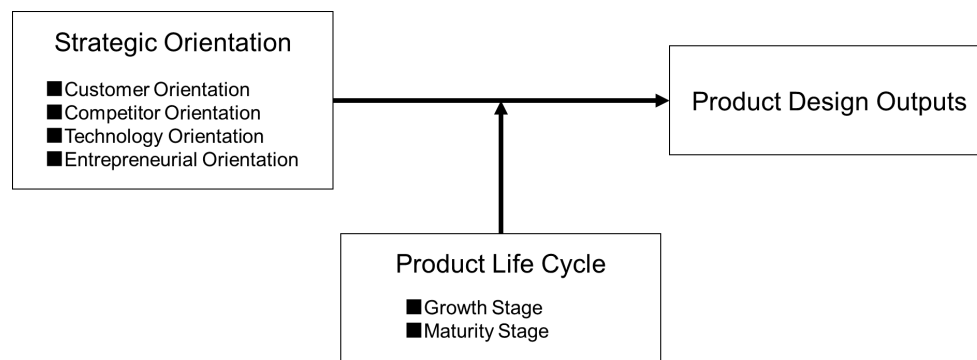 Strategic Orientation
■Customer Orientation
■Competitor Orientation
■Technology Orientation
■Entrepreneurial Orientation
Product Design Outputs
Product Life Cycle
■Growth Stage
■Maturity Stage